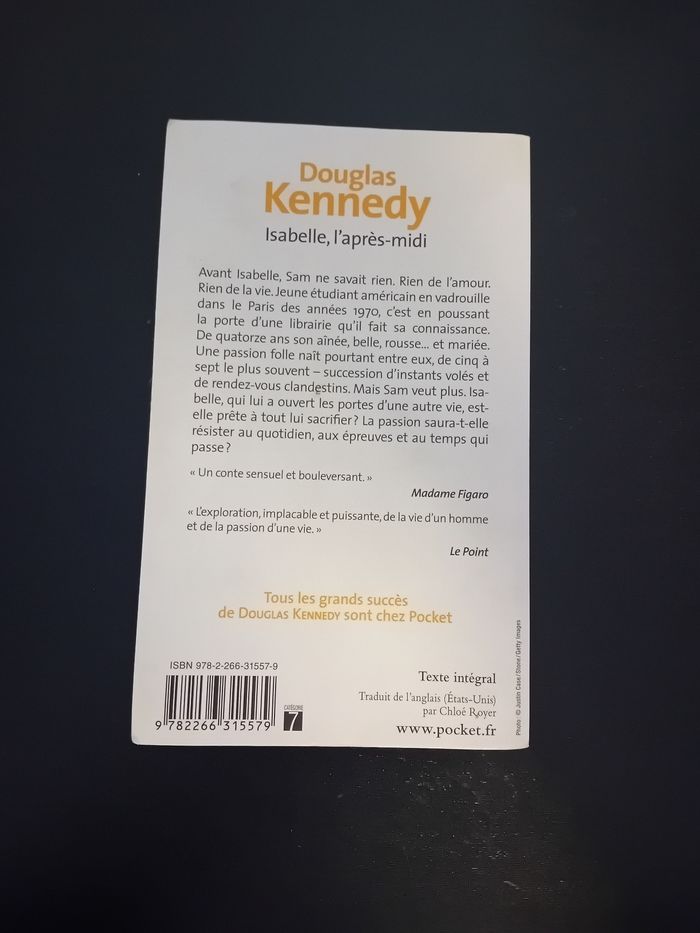 Douglas
Kennedy
Isabelle, l'après-midi
Avant Isabelle, Sam ne savait rien. Rien de l'amour.
Rien de la vie. Jeune étudiant américain en vadrouille
dans le Paris des années 1970, c'est en poussant
la porte d'une librairie qu'il fait sa connaissance.
De quatorze ans son aînée, belle, rousse... et mariée.
Une passion folle naît pourtant entre eux, de cinq à
sept le plus souvent – succession d'instants volés et
de rendez-vous clandestins. Mais Sam veut plus. Isa-
belle, qui lui a ouvert les portes d'une autre vie, est-
elle prête à tout lui sacrifier ? La passion saura-t-elle
résister au quotidien, aux épreuves et au temps qui
passe ?
« Un conte sensuel et bouleversant. »
Madame Figaro
« L'exploration, implacable et puissante, de la vie d'un homme
et de la passion d'une vie. »
Le Point
Tous les grands succès
de Douglas Kennedy sont chez Pocket
ISBN 978-2-266-31557-9
9 782266 315579
CATÉGORIE
7
Texte intégral
Traduit de l'anglais (États-Unis)
par Chloé Royer
www.pocket.fr
Photo : © Justin Case / Stone / Getty Images